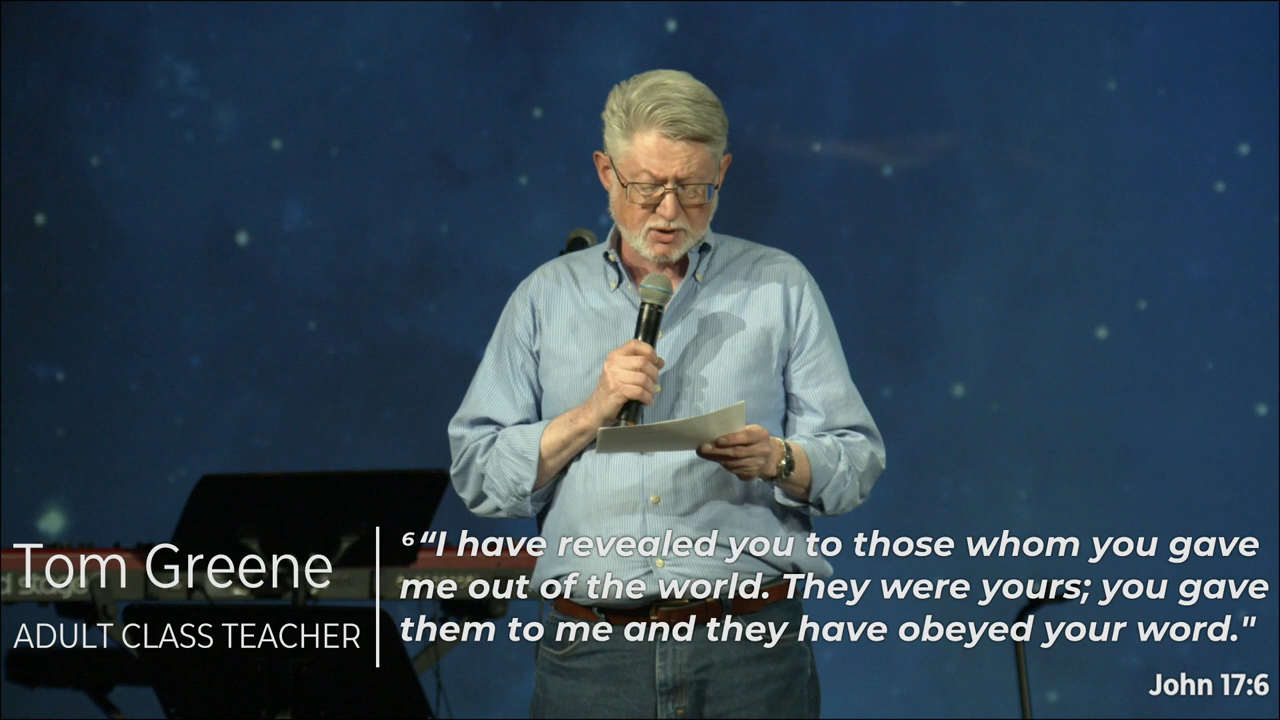 Tom Greene
ADULT CLASS TEACHER
⁶“I have revealed you to those whom you gave
me out of the world. They were yours; you gave
them to me and they have obeyed your word."
John 17:6
stage